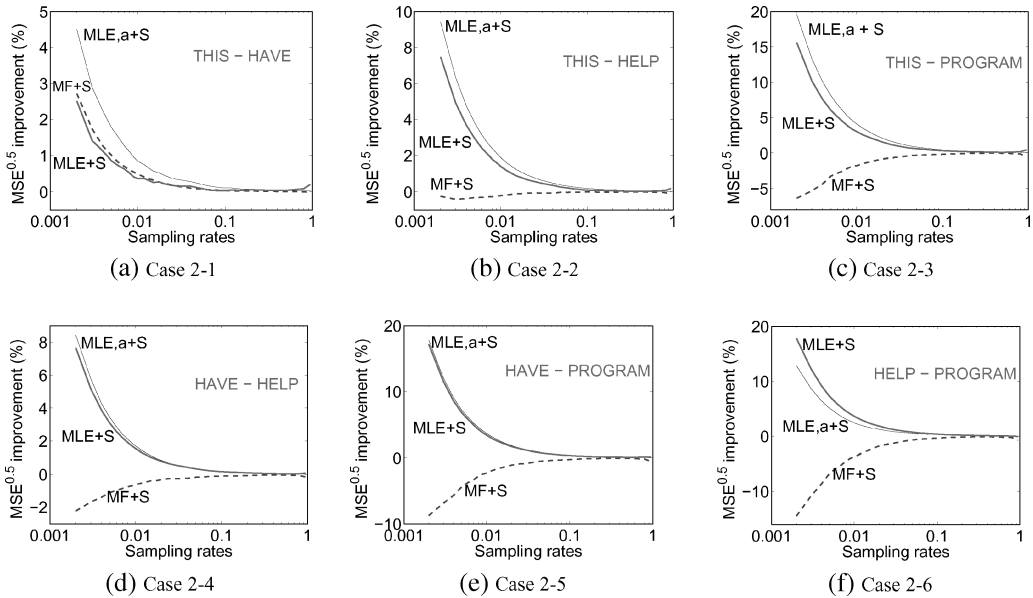 MSE0.5 improvement (%)
5
4
3
2
1
0
MLE,a+S
THIS − HAVE
MF+S
MLE+S
0.001
0.01
0.1
1
Sampling rates
(a) Case 2-1
MSE0.5 improvement (%)
10
8
6
4
2
0
MLE,a+S
THIS − HELP
MLE+S
MF+S
0.001
0.01
0.1
1
Sampling rates
(b) Case 2-2
MSE0.5 improvement (%)
20
15
10
5
0
−5
MLE,a + S
THIS − PROGRAM
MLE+S
MF+S
0.001
0.01
0.1
1
Sampling rates
(c) Case 2-3
MSE0.5 improvement (%)
8
6
4
2
0
−2
MLE,a+S
HAVE − HELP
MLE+S
MF+S
0.001
0.01
0.1
1
Sampling rates
(d) Case 2-4
MSE0.5 improvement (%)
20
10
0
−10
MLE,a+S
HAVE − PROGRAM
MLE+S
MF+S
0.001
0.01
0.1
1
Sampling rates
(e) Case 2-5
MSE0.5 improvement (%)
20
10
0
−10
MLE+S
HELP − PROGRAM
MLE,a+S
MF+S
0.001
0.01
0.1
1
Sampling rates
(f) Case 2-6